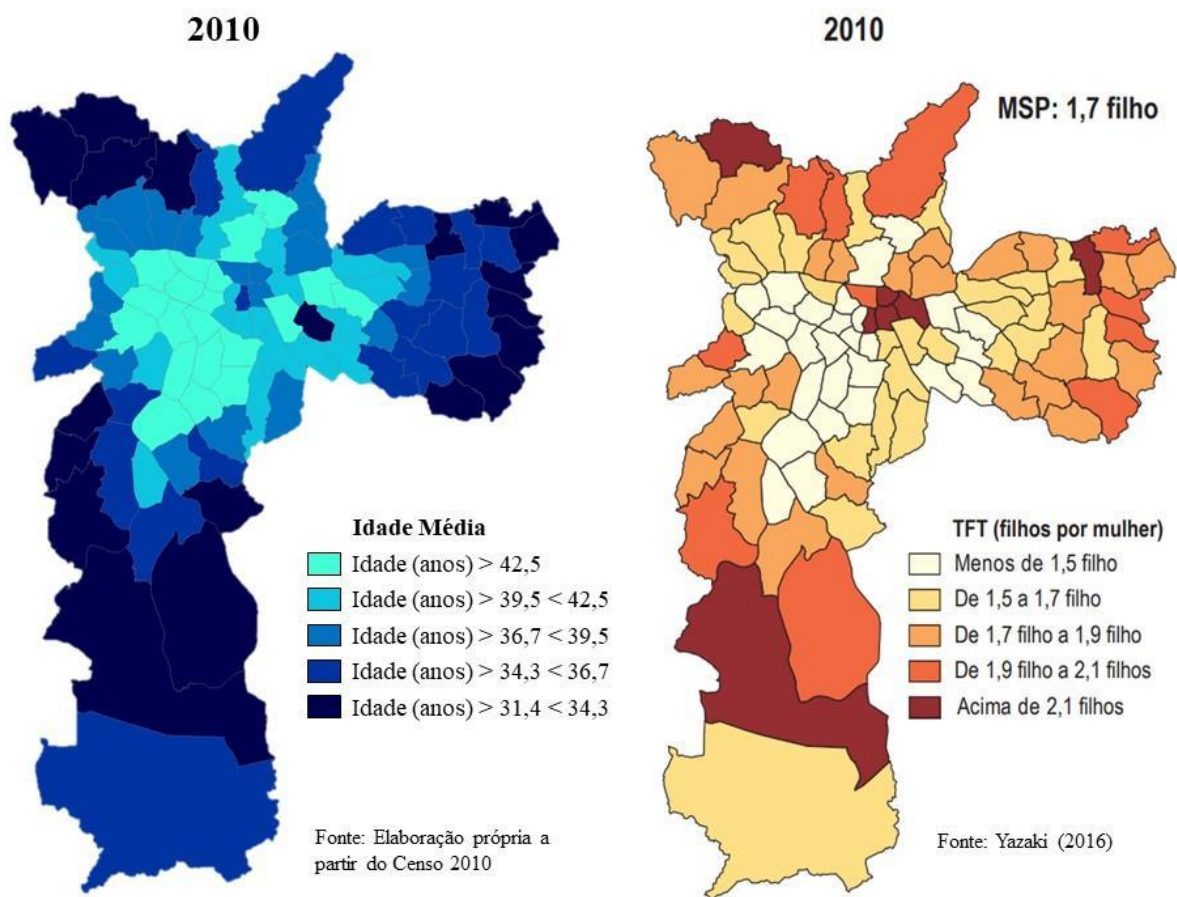 2010
Idade Média
Idade (anos) > 42,5
Idade (anos) > 39,5 < 42,5
Idade (anos) > 36,7 < 39,5
Idade (anos) > 34,3 < 36,7
Idade (anos) > 31,4 < 34,3
Fonte: Elaboração própria a
partir do Censo 2010
2010
MSP: 1,7 filho
TFT (filhos por mulher)
Menos de 1,5 filho
De 1,5 a 1,7 filho
De 1,7 filho a 1,9 filho
De 1,9 filho a 2,1 filhos
Acima de 2,1 filhos
Fonte: Yazaki (2016)